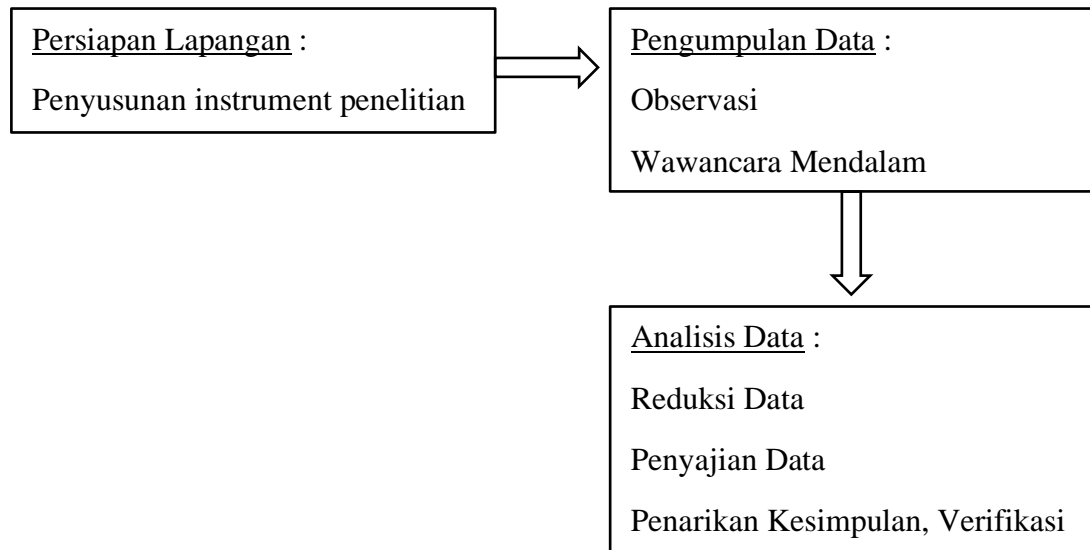 Persiapan Lapangan :
Penyusunan instrument penelitian
Pengumpulan Data :
Observasi
Wawancara Mendalam
Analisis Data :
Reduksi Data
Penyajian Data
Penarikan Kesimpulan, Verifikasi